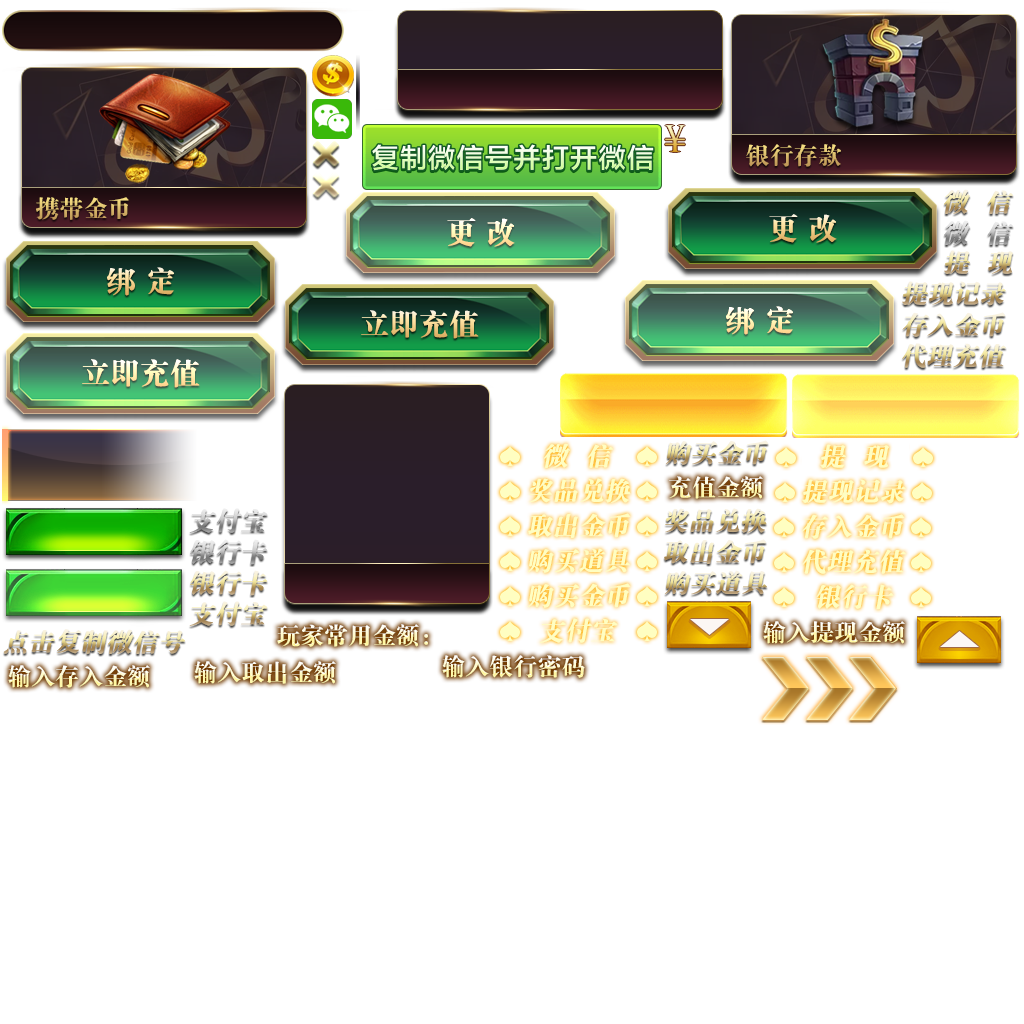 复制微信号并打开微信
¥
银行存款
携带金币
更改
更改
微信
微信
提现
绑定
立即充值
绑定
提现记录
存入金币
代理充值
立即充值
微信
购买金币
提现
奖品兑换
充值金额
提现记录
取出金币
奖品兑换
存入金币
购买道具
取出金币
代理充值
购买金币
购买道具
银行卡
支付宝
支付宝
银行卡
银行卡
支付宝
点击复制微信号
玩家常用金额：
输入提现金额
输入存入金额
输入取出金额
输入银行密码